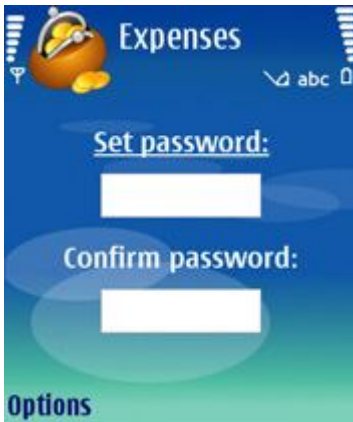 Expenses
abc
Set password:
Confirm password:
Options